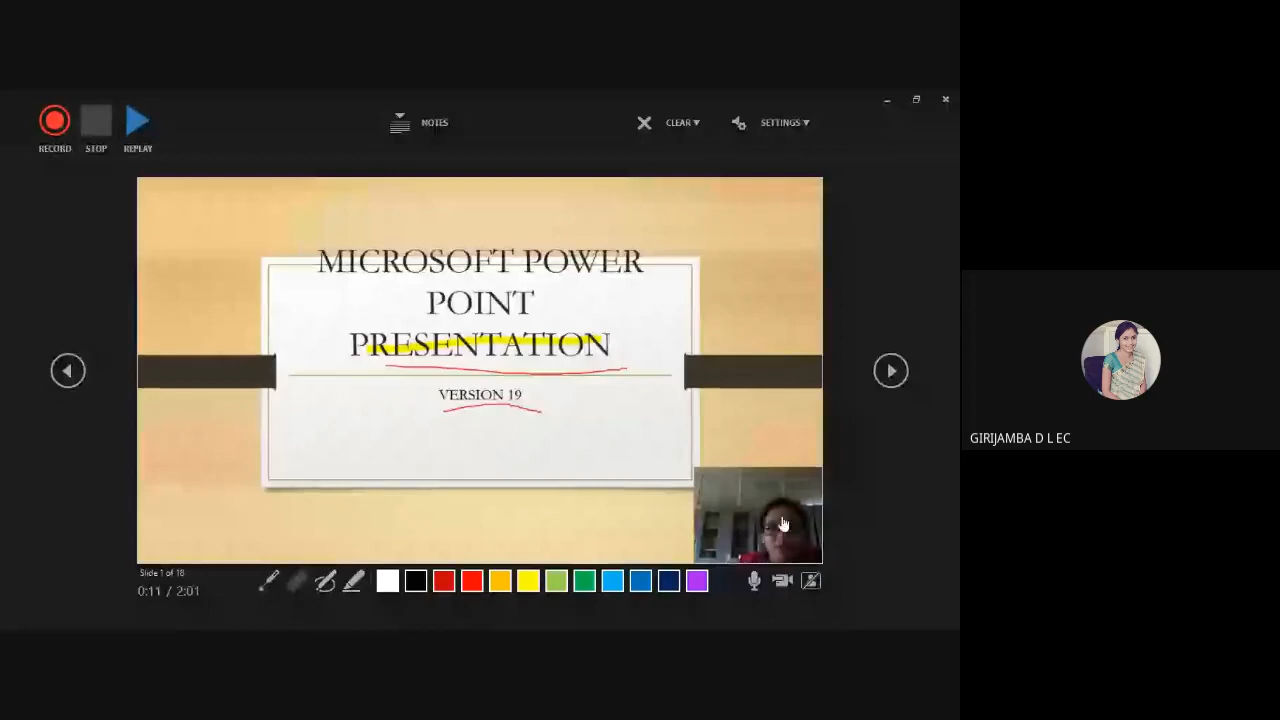 RECORD STOP REPLAY
NOTES
CLEAR
SETTINGS
MICROSOFT POWER
POINT
PRESENTATION
VERSION 19
Slide 1 of 18
0:11 / 2:01
GIRIJAMBA D L EC